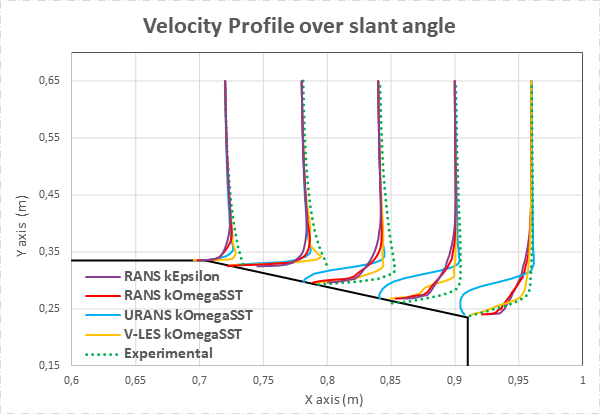 Velocity Profile over slant angle
Y axis (m)
0,65
0,55
0,45
0,35
0,25
0,15
RANS kEpsilon
RANS kOmegaSST
URANS kOmegaSST
V-LES kOmegaSST
Experimental
0,6 0,65 0,7 0,75 0,8 0,85 0,9 0,95 1
X axis (m)